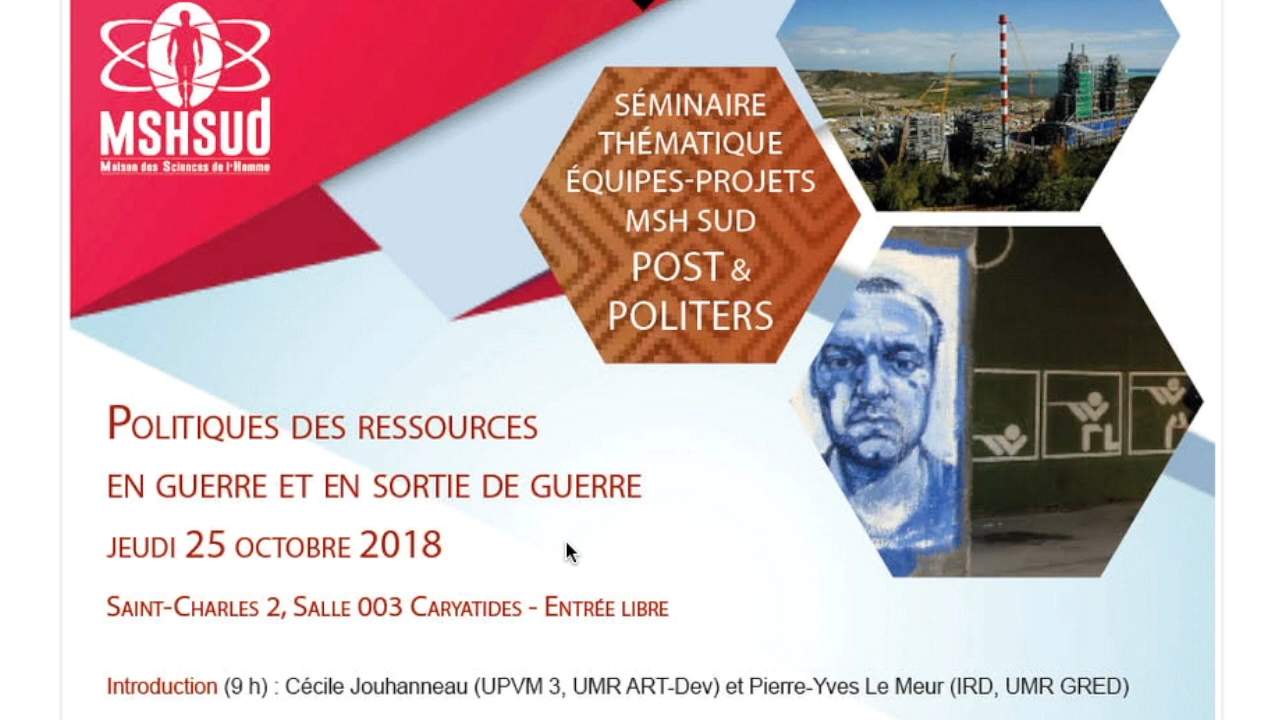 MSHSUD
Maison des Sciences de l'Homme
SÉMINAIRE
THÉMATIQUE
ÉQUIPES-PROJETS
MSH SUD
POST &
POLITERS
POLITIQUES DES RESSOURCES
EN GUERRE ET EN SORTIE DE GUERRE
JEUDI 25 OCTOBRE 2018
SAINT-CHARLES 2, SALLE 003 CARYATIDES - ENTRÉE LIBRE
Introduction (9 h) : Cécile Jouhanneau (UPVM 3, UMR ART-Dev) et Pierre-Yves Le Meur (IRD, UMR GRED)